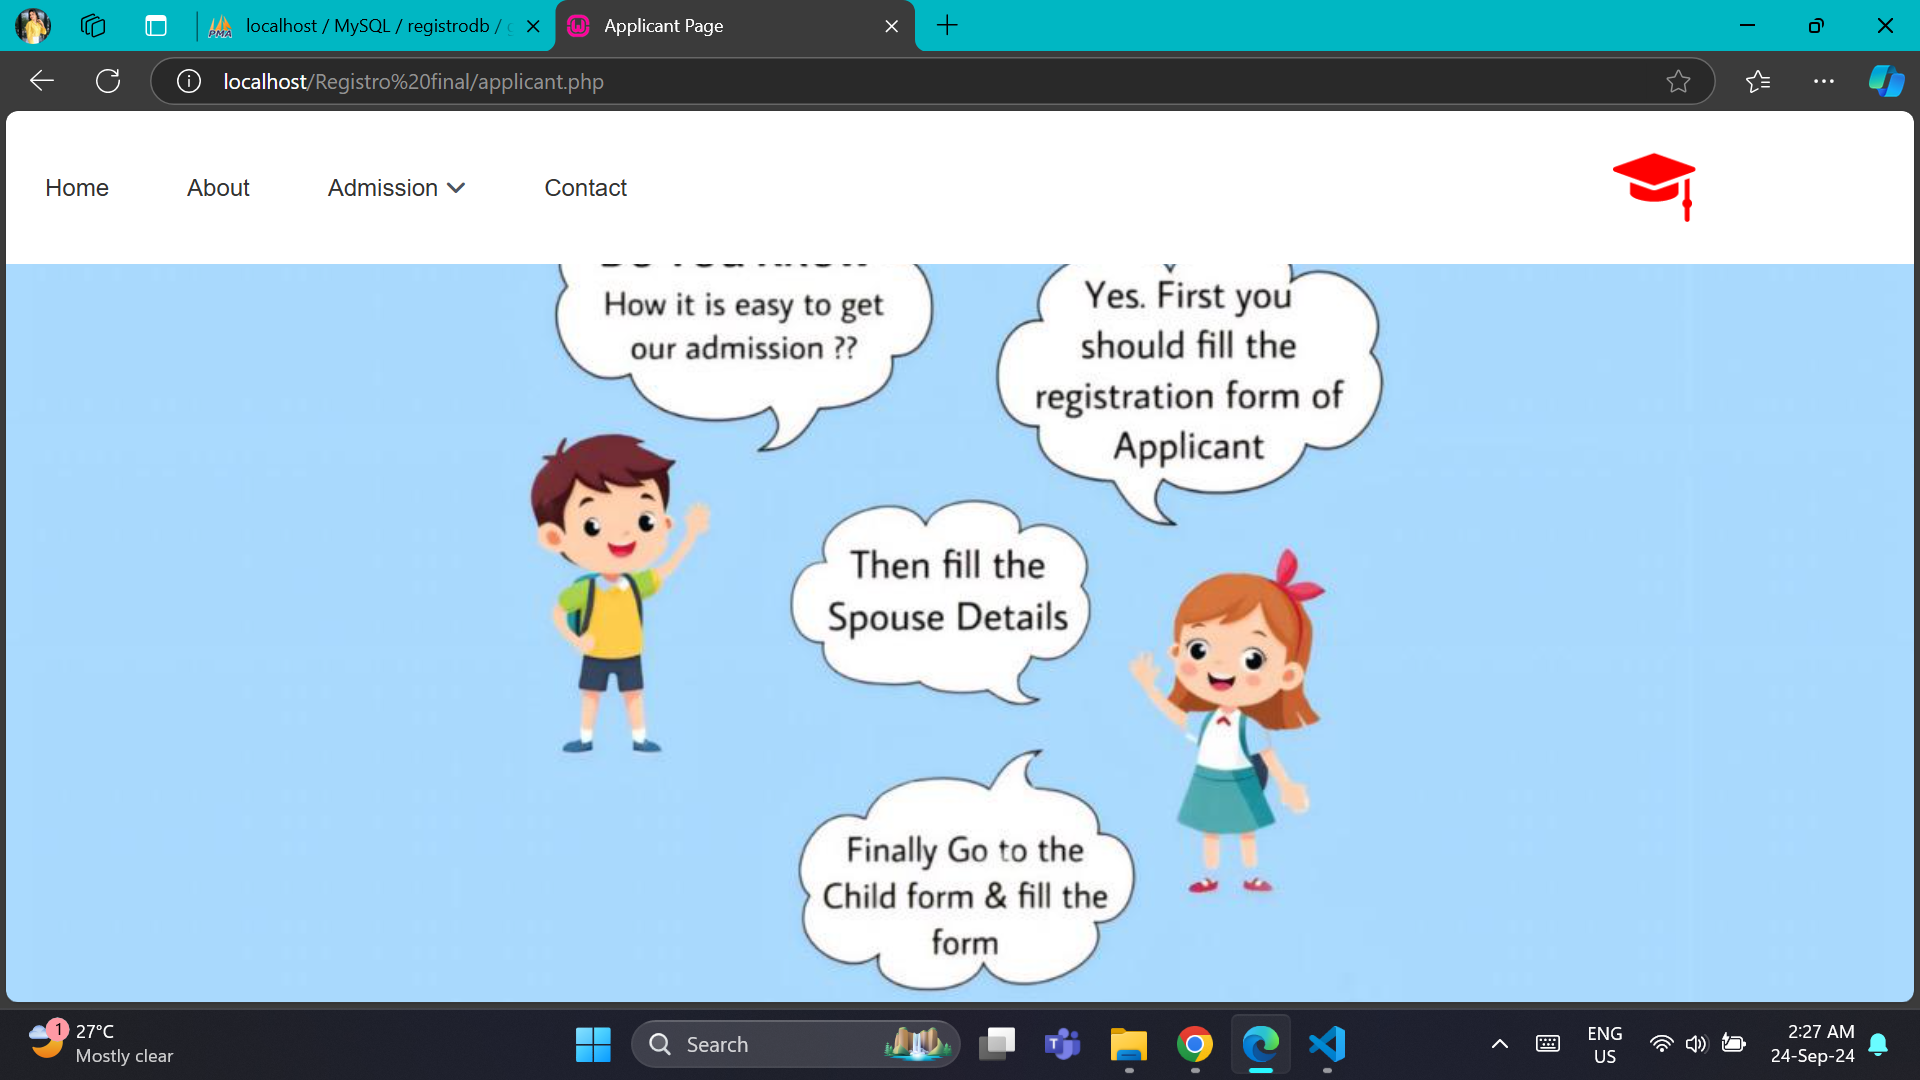 localhost / MySQL / registrodb /
Applicant Page
localhost/Registro%20final/applicant.php
Home
About
Admission
Contact
How it is easy to get
our admission ??
Yes. First you
should fill the
registration form of
Applicant
Then fill the
Spouse Details
Finally Go to the
Child form & fill the
form
1
27°C
Mostly clear
Search
ENG
US
2:27 AM
24-Sep-24